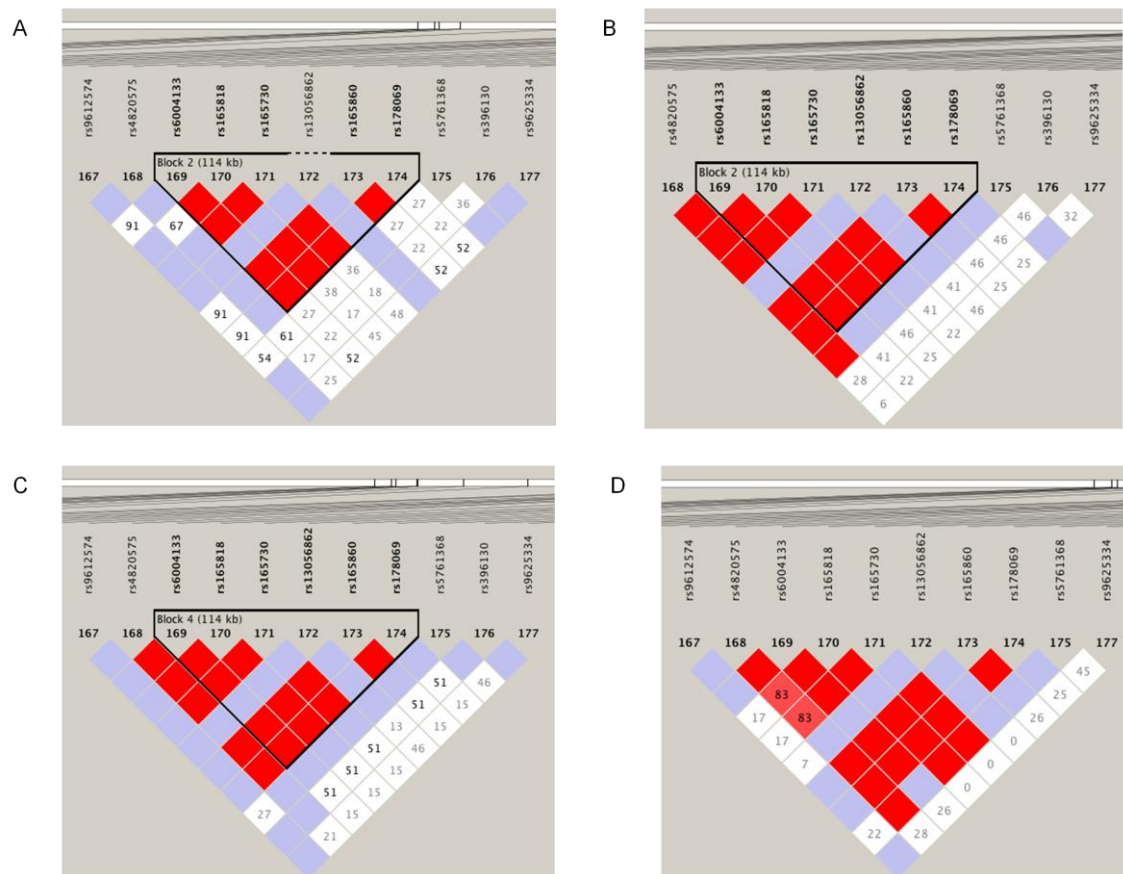 A
rs9612574
rs4820575
rs6004133
rs165818
rs165730
rs13056862
rs165860
rs178069
rs5761368
rs396130
rs9625334
Block 2 (114 kb)
167 168 169 170 171 172 173 174 175 176 177
27 36
91 67 27 22
22 52
36 52
38 18
91 27 48
91 61 22 45
54 17 52
25
B
rs4820575
rs6004133
rs165818
rs165730
rs13056862
rs165860
rs178069
rs5761368
rs396130
rs9625334
Block 2 (114 kb)
168 169 170 171 172 173 174 175 176 177
46 32
46
46 25
41 25
41 46
46 22
41 25
28 22
6
C
rs9612574
rs4820575
rs6004133
rs165818
rs165730
rs13056862
rs165860
rs178069
rs5761368
rs396130
rs9625334
Block 4 (114 kb)
167 168 169 170 171 172 173 174 175 176 177
51 46
51 15
13 15
51 46
51 15
51 15
27 15
21
D
rs9612574
rs4820575
rs6004133
rs165818
rs165730
rs13056862
rs165860
rs178069
rs5761368
rs9625334
167 168 169 170 171 172 173 174 175 177
45
83 25
17 83 26
17 0
7 0
0
26
22 28